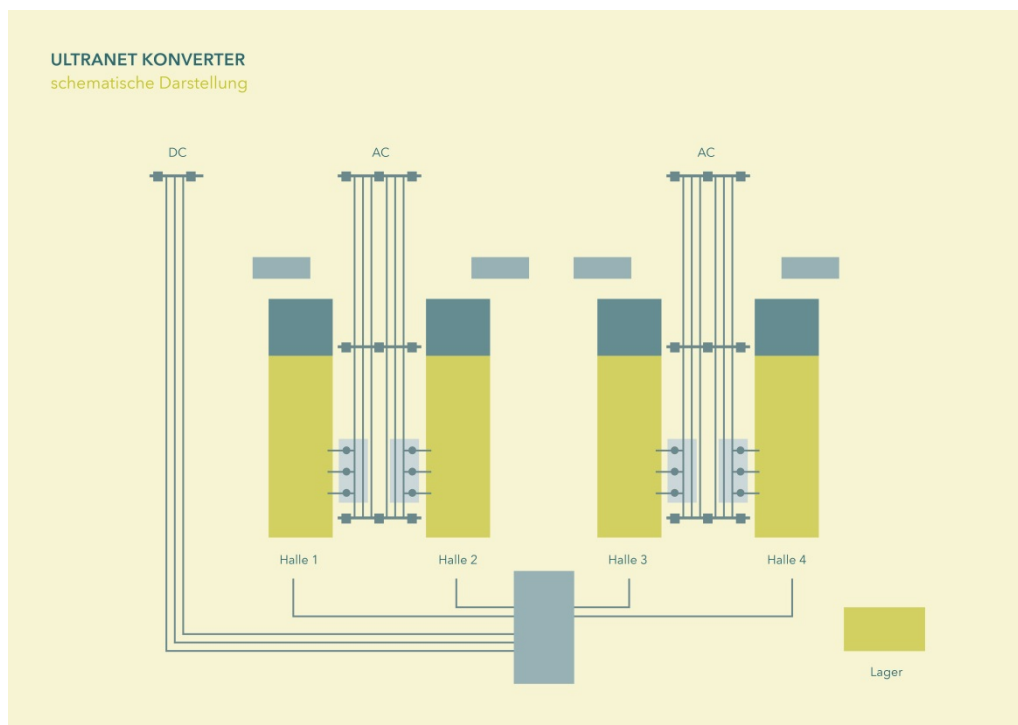 ULTRANET KONVERTER
schematische Darstellung
DC
AC
AC
Halle 1
Halle 2
Halle 3
Halle 4
Lager